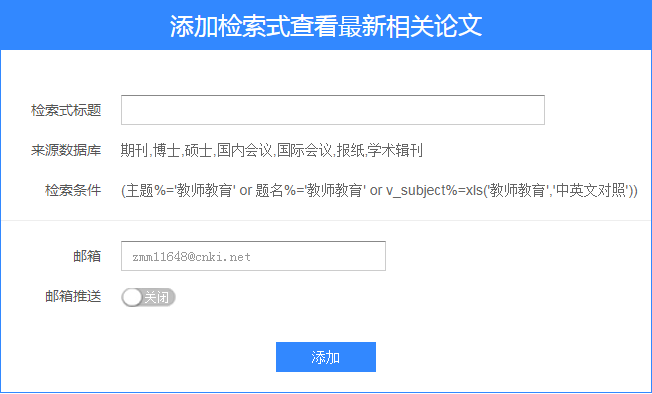 添加检索式查看最新相关论文
检索式标题
来源数据库 期刊,博士,硕士,国内会议,国际会议,报纸,学术辑刊
检索条件 (主题%='教师教育' or 题名%='教师教育' or v_subject%=xls('教师教育','中英文对照'))
邮箱 zmm11648@cnki.net
邮箱推送 关闭
添加